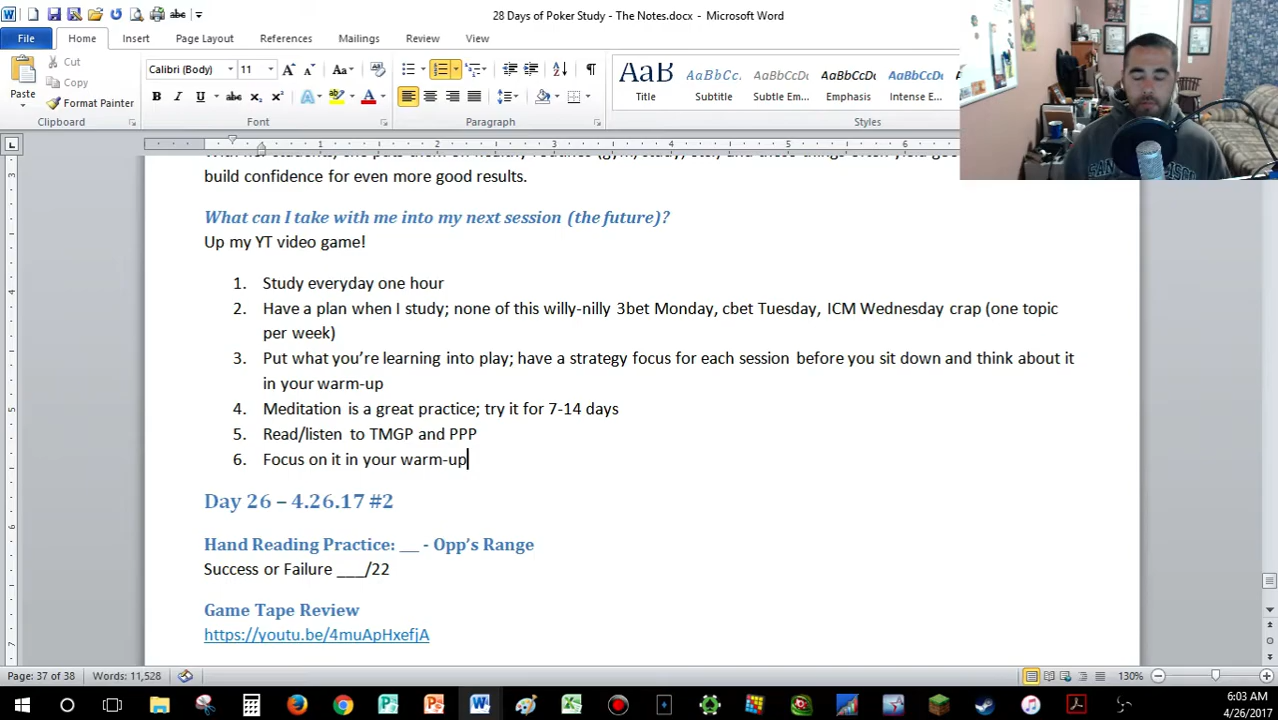 28 Days of Poker Study - The Notes.docx - Microsoft Word
File Home Insert Page Layout References Mailings Review View
Cut
Copy
Paste
Format Painter
Calibri (Body) 11
AaB AaBbCc. AaBbCcDc AaBbCcDc AaBbCcDc
Title Subtitle Subtle Em... Emphasis Intense E...
Clipboard Font Paragraph Styles
build confidence for even more good results.
What can I take with me into my next session (the future)?
Up my YT video game!
1. Study everyday one hour
2. Have a plan when I study; none of this willy-nilly 3bet Monday, cbet Tuesday, ICM Wednesday crap (one topic
per week)
3. Put what you're learning into play; have a strategy focus for each session before you sit down and think about it
in your warm-up
4. Meditation is a great practice; try it for 7-14 days
5. Read/listen to TMGP and PPP
6. Focus on it in your warm-up
Day 26 – 4.26.17 #2
Hand Reading Practice: __ - Opp's Range
Success or Failure ___/22
Game Tape Review
https://youtu.be/4muApHxefjA
Page: 37 of 38 Words: 11,528 130%
6:03 AM
4/26/2017